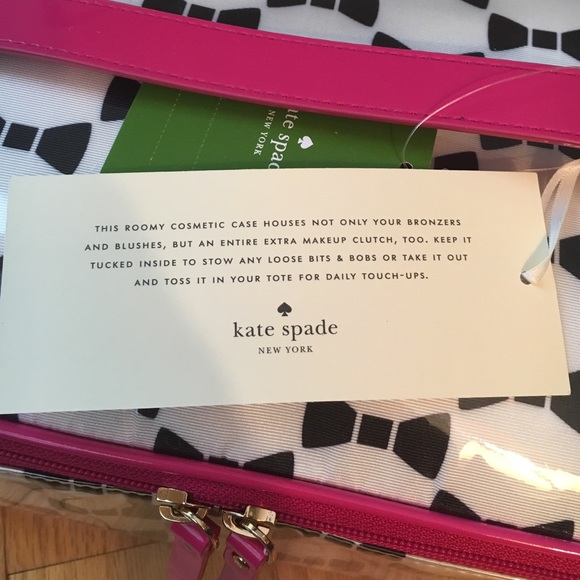 kate spade
NEW YORK
THIS ROOMY COSMETIC CASE HOUSES NOT ONLY YOUR BRONZERS
AND BLUSHES, BUT AN ENTIRE EXTRA MAKEUP CLUTCH, TOO. KEEP IT
TUCKED INSIDE TO STOW ANY LOOSE BITS & BOBS OR TAKE IT OUT
AND TOSS IT IN YOUR TOTE FOR DAILY TOUCH-UPS.
kate spade
NEW YORK